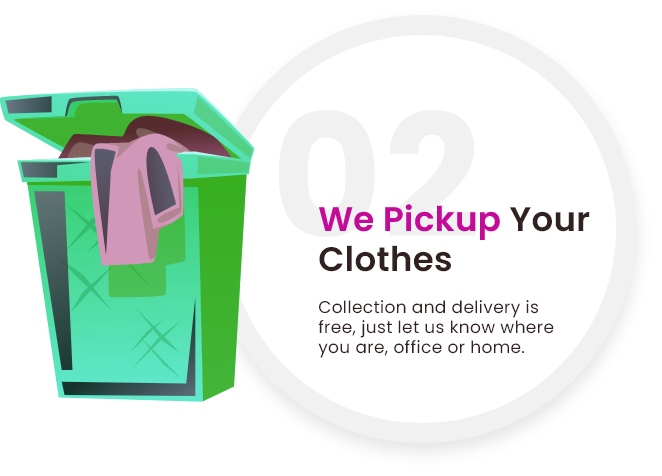 02
We Pickup Your
Clothes
Collection and delivery is
free, just let us know where
you are, office or home.